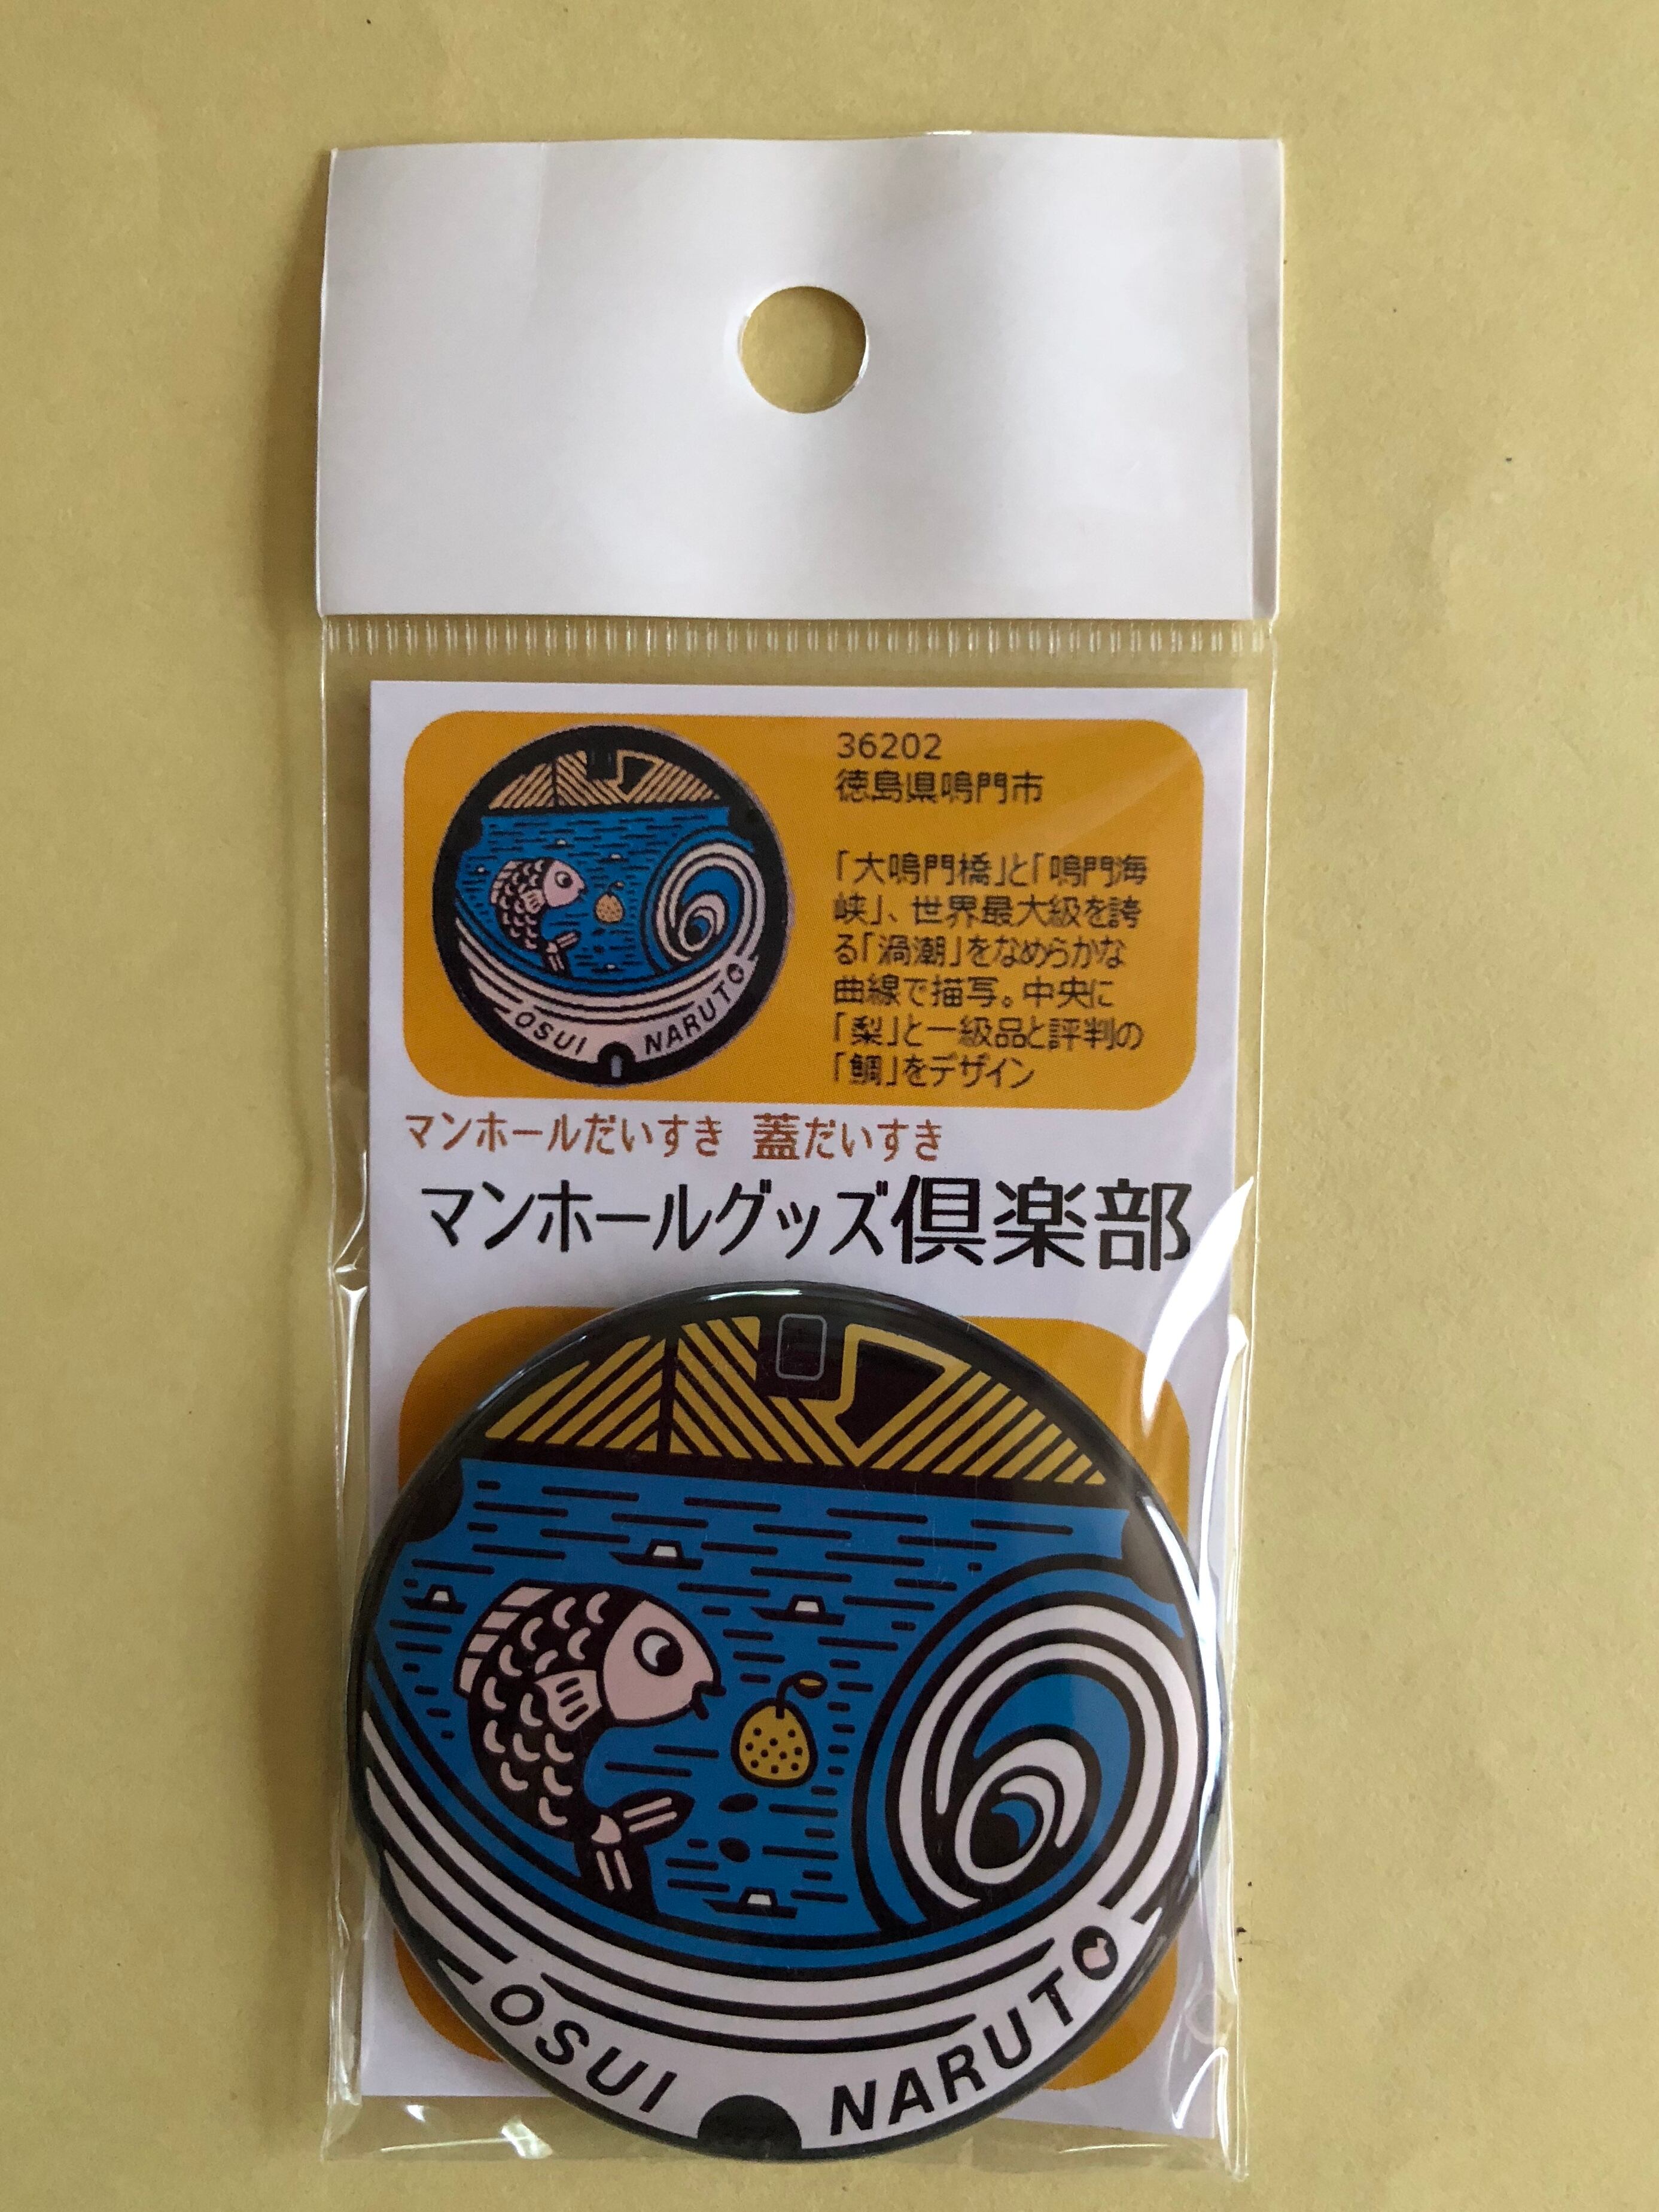 36202
徳島県鳴門市
「大鳴門橋」と「鳴門海
峡」、世界最大級を誇
る「渦潮」をなめらかな
曲線で描写。中央に
「梨」と一級品と評判の
「鯛」をデザイン
OSUI NARUTO
マンホールだいすき 蓋だいすき
マンホールグッズ倶楽部
OSUI NARUTO